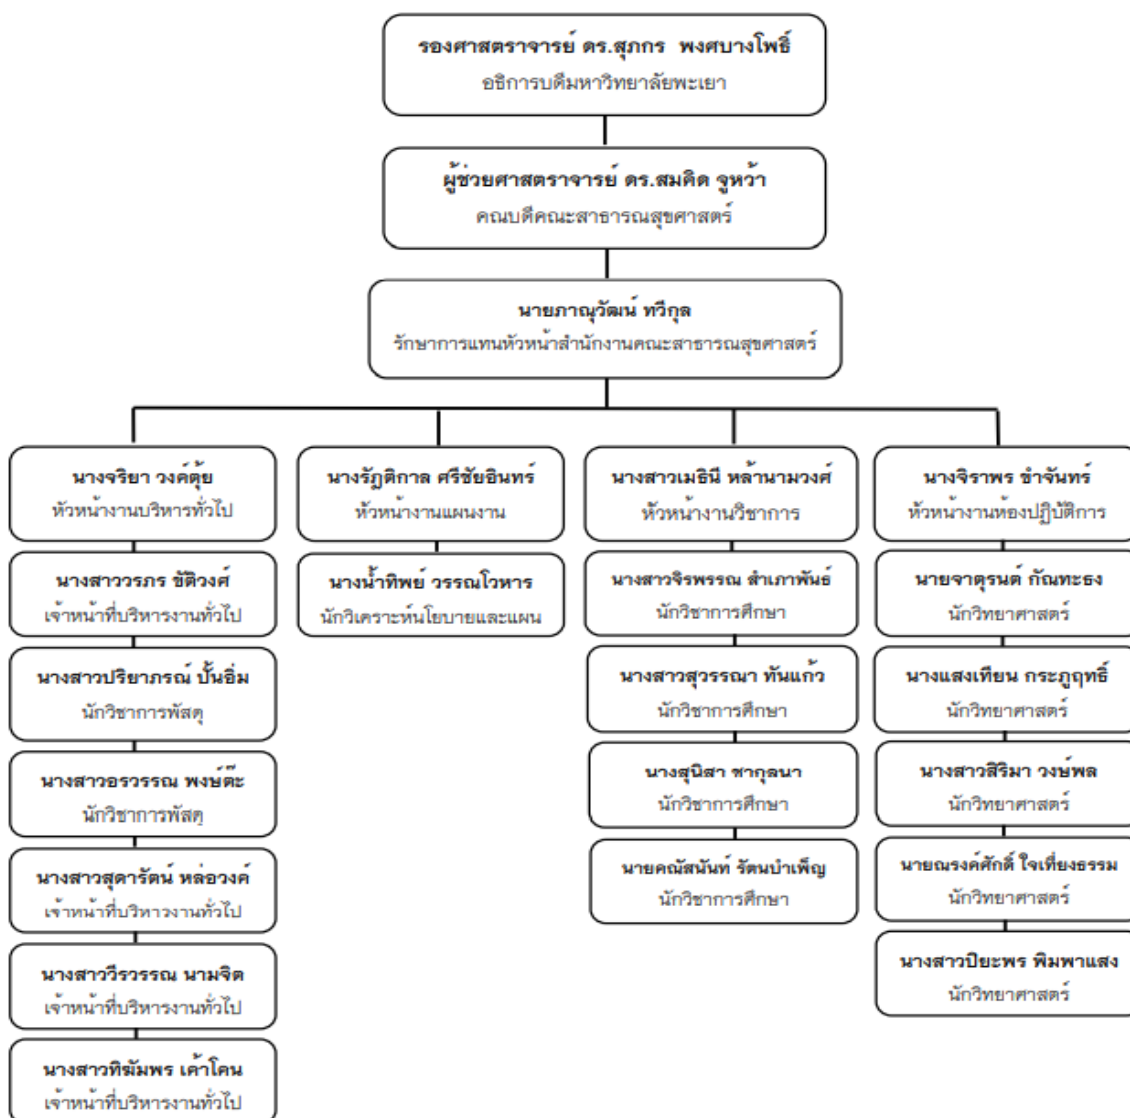 รองศาสตราจารย์ ดร.สุภกร พงศบางโพธิ์
อธิการบดีมหาวิทยาลัยพะเยา
ผู้ช่วยศาสตราจารย์ ดร.สมคิด จูหว้า
คณบดีคณะสาธารณสุขศาสตร์
นายภาณุวัฒน์ ทวีกุล
รักษาการแทนหัวหน้าสำนักงานคณะสาธารณสุขศาสตร์
นางจริยา วงค์ตุ้ย
หัวหน้างานบริหารทั่วไป
นางสาววรภร ขัติวงศ์
เจ้าหน้าที่บริหารงานทั่วไป
นางสาวปริยาภรณ์ ปั้นอิ่ม
นักวิชาการพัสดุ
นางสาวอรวรรณ พงษ์ต๊ะ
นักวิชาการพัสดุ
นางสาวสุดารัตน์ หล่อวงค์
เจ้าหน้าที่บริหารงานทั่วไป
นางสาววีรวรรณ นามจิต
เจ้าหน้าที่บริหารงานทั่วไป
นางสาวทิฆัมพร เค้าโคน
เจ้าหน้าที่บริหารงานทั่วไป
นางรัฎติกาล ศรีชัยอินทร์
หัวหน้างานแผนงาน
นางน้ำทิพย์ วรรณโวหาร
นักวิเคราะห์นโยบายและแผน
นางสาวเมธินี หล้านามวงศ์
หัวหน้างานวิชาการ
นางสาวจิรพรรณ สำเภาพันธ์
นักวิชาการศึกษา
นางสาวสุวรรณา ทันแก้ว
นักวิชาการศึกษา
นางสุนิสา ชากุลนา
นักวิชาการศึกษา
นายคณัสนันท์ รัตนบำเพ็ญ
นักวิชาการศึกษา
นางจิราพร ขำจันทร์
หัวหน้างานห้องปฏิบัติการ
นายจาตุรนต์ กัณทะธง
นักวิทยาศาสตร์
นางแสงเทียน กระภูฤทธิ์
นักวิทยาศาสตร์
นางสาวสิริมา วงษ์พล
นักวิทยาศาสตร์
นายณรงค์ศักดิ์ ใจเที่ยงธรรม
นักวิทยาศาสตร์
นางสาวปิยะพร พิมพาแสง
นักวิทยาศาสตร์